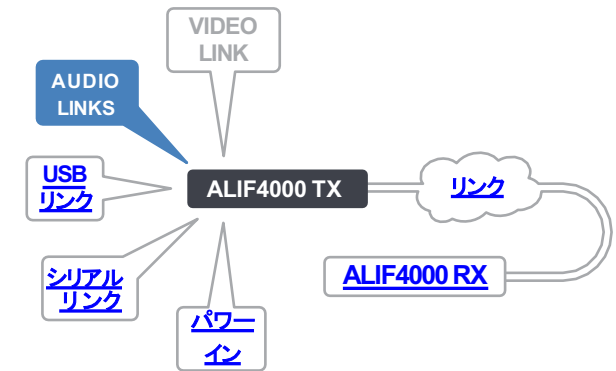 VIDEO
LINK
AUDIO
LINKS
USB
リンク
ALIF4000 TX
リンク
シリアル
リンク
ALIF4000 RX
パワー
イン